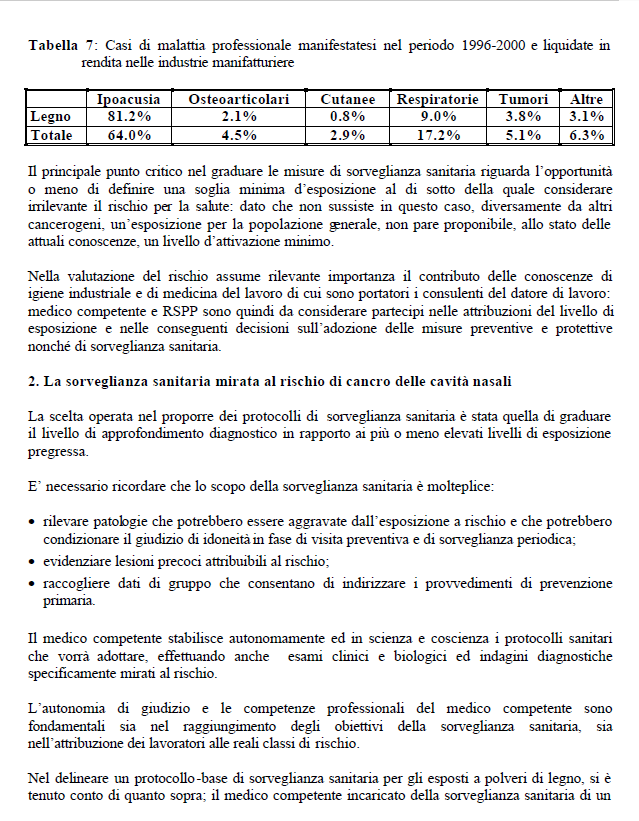 Tabella 7: Casi di malattia professionale manifestatesi nel periodo 1996-2000 e liquidate in
rendita nelle industrie manifatturiere
Ipoacusia Osteoarticolari Cutanee Respiratorie Tumori Altre
Legno 81.2% 2.1% 0.8% 9.0% 3.8% 3.1%
Totale 64.0% 4.5% 2.9% 17.2% 5.1% 6.3%
Il principale punto critico nel graduare le misure di sorveglianza sanitaria riguarda l'opportunità
o meno di definire una soglia minima d'esposizione al di sotto della quale considerare
irrilevante il rischio per la salute: dato che non sussiste in questo caso, diversamente da altri
cancerogeni, un'esposizione per la popolazione generale, non pare proponibile, allo stato delle
attuali conoscenze, un livello d'attivazione minimo.
Nella valutazione del rischio assume rilevante importanza il contributo delle conoscenze di
igiene industriale e di medicina del lavoro di cui sono portatori i consulenti del datore di lavoro:
medico competente e RSPP sono quindi da considerare partecipi nelle attribuzioni del livello di
esposizione e nelle conseguenti decisioni sull'adozione delle misure preventive e protettive
nonché di sorveglianza sanitaria.
2. La sorveglianza sanitaria mirata al rischio di cancro delle cavità nasali
La scelta operata nel proporre dei protocolli di sorveglianza sanitaria è stata quella di graduare
il livello di approfondimento diagnostico in rapporto ai più o meno elevati livelli di esposizione
pregressa.
E' necessario ricordare che lo scopo della sorveglianza sanitaria è molteplice:
• rilevare patologie che potrebbero essere aggravate dall'esposizione a rischio e che potrebbero
condizionare il giudizio di idoneità in fase di visita preventiva e di sorveglianza periodica;
• evidenziare lesioni precoci attribuibili al rischio;
• raccogliere dati di gruppo che consentano di indirizzare i provvedimenti di prevenzione
primaria.
Il medico competente stabilisce autonomamente ed in scienza e coscienza i protocolli sanitari
che vorrà adottare, effettuando anche esami clinici e biologici ed indagini diagnostiche
specificamente mirati al rischio.
L'autonomia di giudizio e le competenze professionali del medico competente sono
fondamentali sia nel raggiungimento degli obiettivi della sorveglianza sanitaria, sia
nell'attribuzione dei lavoratori alle reali classi di rischio.
Nel delineare un protocollo-base di sorveglianza sanitaria per gli esposti a polveri di legno, si è
tenuto conto di quanto sopra; il medico competente incaricato della sorveglianza sanitaria di un